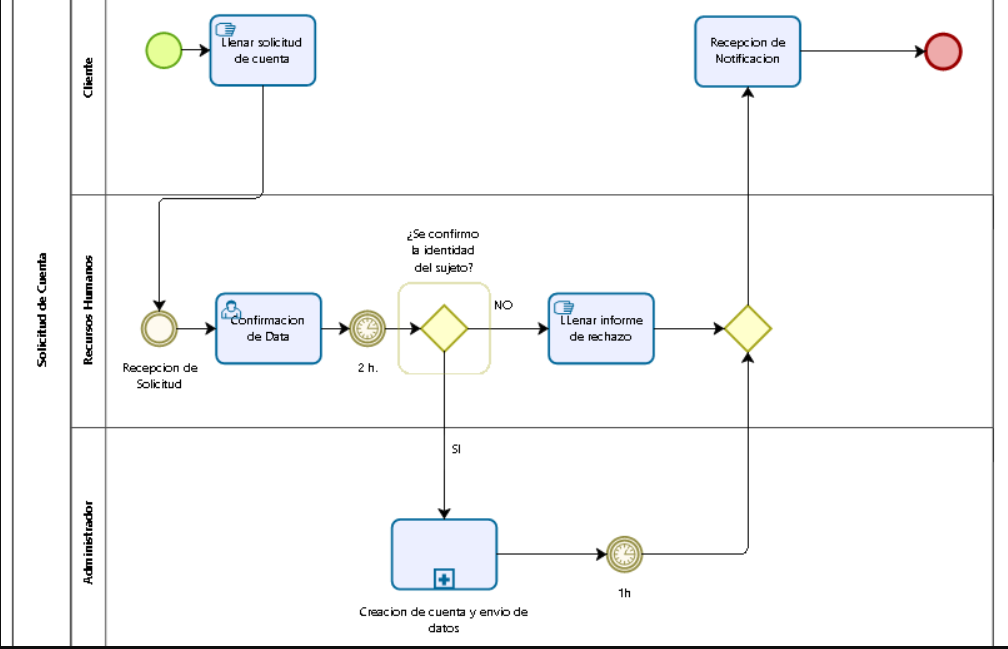 Solicitud de Cuenta
Cliente
Llenar solicitud
de cuenta
Recepcion de
Notificacion
Recursos Humanos
Recepcion de
Solicitud
Confirmacion
de Data
2 h.
¿Se confirmo
la identidad
del sujeto?
NO
LLenar informe
de rechazo
SI
Administrador
Creacion de cuenta y envio de
datos
1h